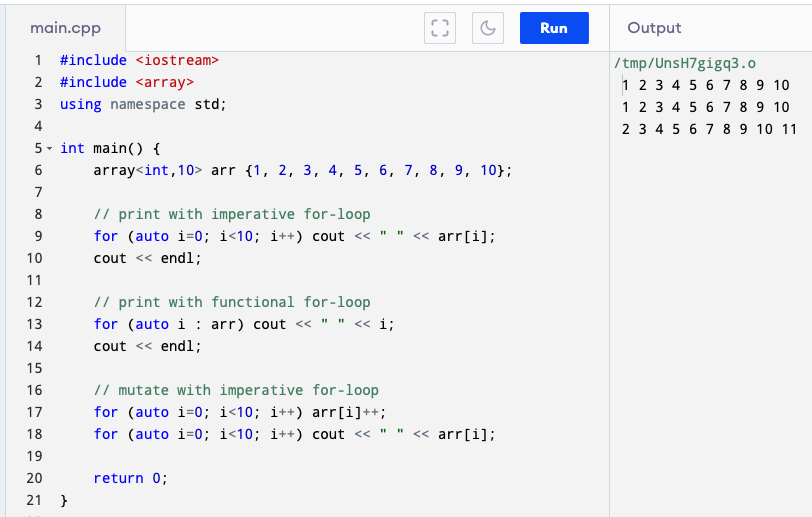 main.cpp
Run
Output
1 #include <iostream>
2 #include <array>
3 using namespace std;
4
5 int main() {
6 array<int,10> arr {1, 2, 3, 4, 5, 6, 7, 8, 9, 10};
7
8 // print with imperative for-loop
9 for (auto i=0; i<10; i++) cout << " " << arr[i];
10 cout << endl;
11
12 // print with functional for-loop
13 for (auto i : arr) cout << " " << i;
14 cout << endl;
15
16 // mutate with imperative for-loop
17 for (auto i=0; i<10; i++) arr[i]++;
18 for (auto i=0; i<10; i++) cout << " " << arr[i];
19
20 return 0;
21 }
/tmp/UnsH7gigq3.o
1 2 3 4 5 6 7 8 9 10
1 2 3 4 5 6 7 8 9 10
2 3 4 5 6 7 8 9 10 11